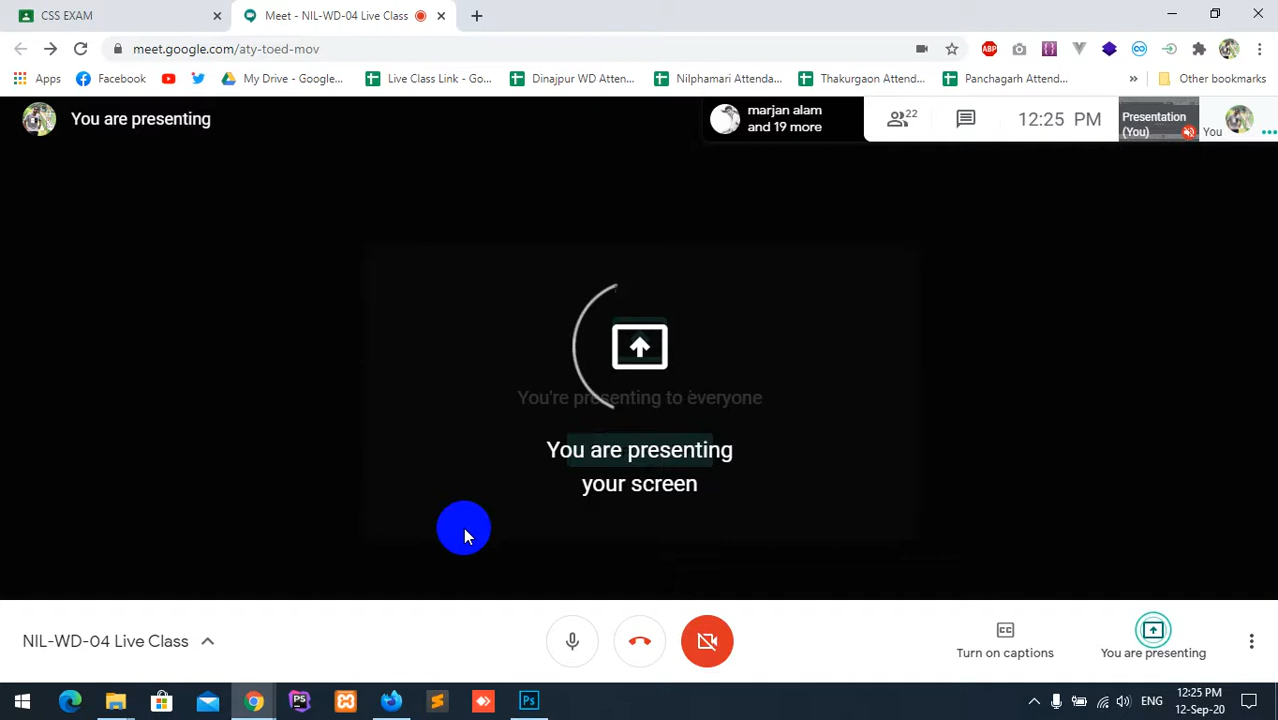 CSS EXAM
Meet - NIL-WD-04 Live Class
meet.google.com/aty-toed-mov
ABP
Apps
Facebook
My Drive - Google...
Live Class Link - Go...
Dinajpur WD Atten...
Nilphamari Attenda...
Thakurgaon Attend...
Panchagarh Attend...
»
Other bookmarks
You are presenting
marjan alam
and 19 more
22
12:25 PM
Presentation
(You)
You
You're presenting to everyone
You are presenting
your screen
NIL-WD-04 Live Class
CC
Turn on captions
You are presenting
PS
Ps
ENG
12:25 PM
12-Sep-20